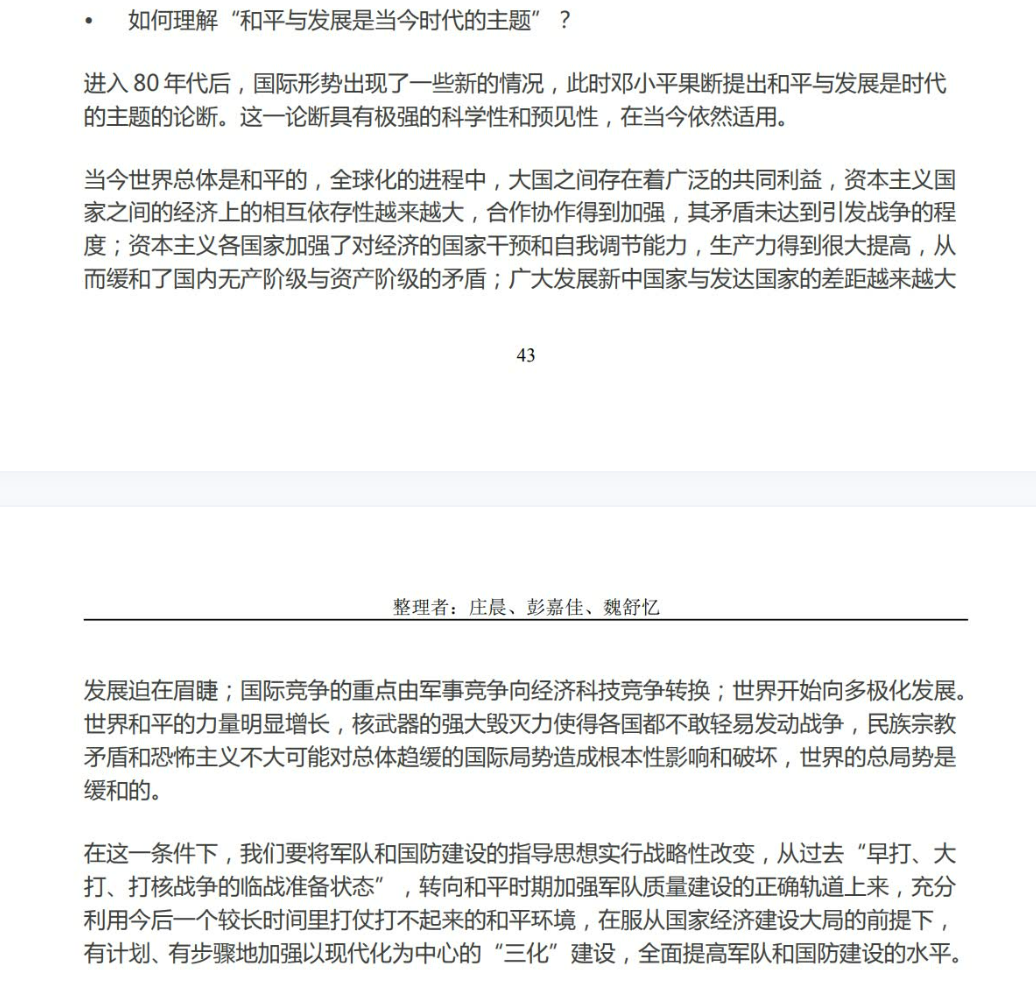 • 如何理解“和平与发展是当今时代的主题”？
进入 80 年代后，国际形势出现了一些新的情况，此时邓小平果断提出和平与发展是时代
的主题的论断。这一论断具有极强的科学性和预见性，在当今依然适用。
当今世界总体是和平的，全球化的进程中，大国之间存在着广泛的共同利益，资本主义国
家之间的经济上的相互依存性越来越大，合作协作得到加强，其矛盾未达到引发战争的程
度；资本主义各国家加强了对经济的国家干预和自我调节能力，生产力得到很大提高，从
而缓和了国内无产阶级与资产阶级的矛盾；广大发展新中国家与发达国家的差距越来越大
43
整理者：庄晨、彭嘉佳、魏舒忆
发展迫在眉睫；国际竞争的重点由军事竞争向经济科技竞争转换；世界开始向多极化发展。
世界和平的力量明显增长，核武器的强大毁灭力使得各国都不敢轻易发动战争，民族宗教
矛盾和恐怖主义不大可能对总体趋缓的国际局势造成根本性影响和破坏，世界的总局势是
缓和的。
在这一条件下，我们要将军队和国防建设的指导思想实行战略性改变，从过去“早打、大
打、打核战争的临战准备状态”，转向和平时期加强军队质量建设的正确轨道上来，充分
利用今后一个较长时间里打仗打不起来的和平环境，在服从国家经济建设大局的前提下，
有计划、有步骤地加强以现代化为中心的“三化”建设，全面提高军队和国防建设的水平。